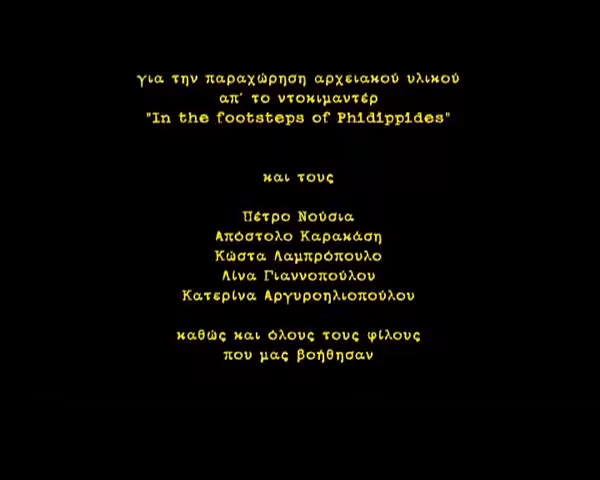 για την παραχώρηση αρχειακού υλικού
απ' το ντοκιμαντέρ
"In the footsteps of Phidippides"
και τους
Πέτρο Νούσια
Απόστολο Καρακάση
Κώστα Λαμπρόπουλο
Λίνα Γιαννοπούλου
Κατερίνα Αργυροηλιοπούλου
καθώς και όλους τους φίλους
που μας βοήθησαν